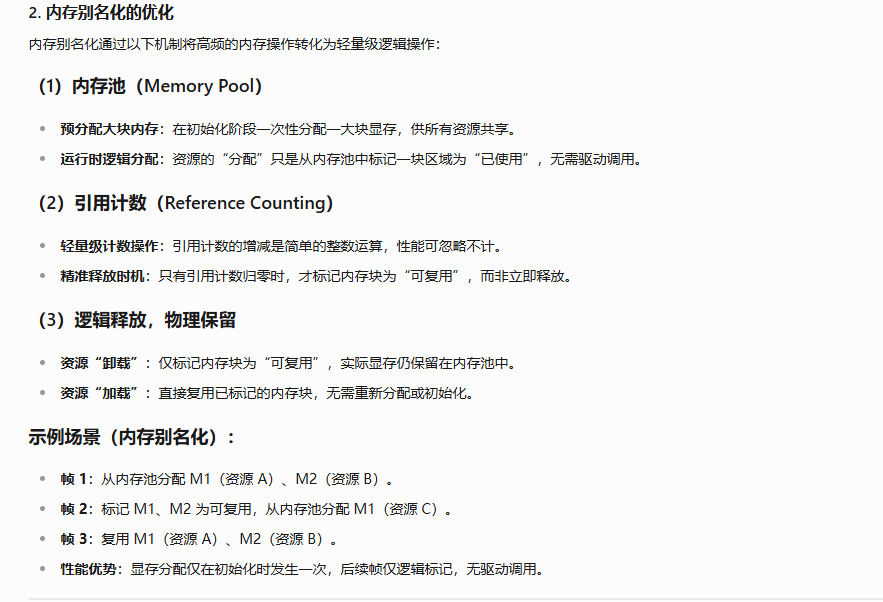 2. 内存别名化的优化
内存别名化通过以下机制将高频的内存操作转化为轻量级逻辑操作：
（1）内存池（Memory Pool）
预分配大块内存：在初始化阶段一次性分配一大块显存，供所有资源共享。
运行时逻辑分配：资源的“分配”只是从内存池中标记一块区域为“已使用”，无需驱动调用。
（2）引用计数（Reference Counting）
轻量级计数操作：引用计数的增减是简单的整数运算，性能可忽略不计。
精准释放时机：只有引用计数归零时，才标记内存块为“可复用”，而非立即释放。
（3）逻辑释放，物理保留
资源“卸载”：仅标记内存块为“可复用”，实际显存仍保留在内存池中。
资源“加载”：直接复用已标记的内存块，无需重新分配或初始化。
示例场景（内存别名化）：
帧 1：从内存池分配 M1（资源 A）、M2（资源 B）。
帧 2：标记 M1、M2 为可复用，从内存池分配 M1（资源 C）。
帧 3：复用 M1（资源 A）、M2（资源 B）。
性能优势：显存分配仅在初始化时发生一次，后续帧仅逻辑标记，无驱动调用。